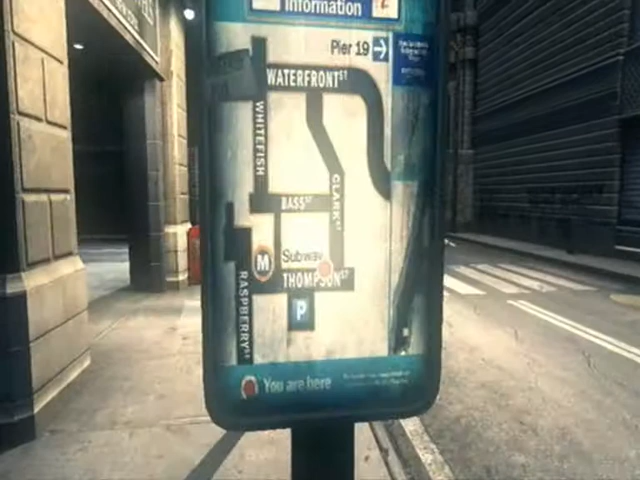 Information
Pier 19
WATERFRONT ST
WHITEFISH
CLARK ST
BASS ST
M
Subway
THOMPSON ST
RASPBERRY ST
P
You are here